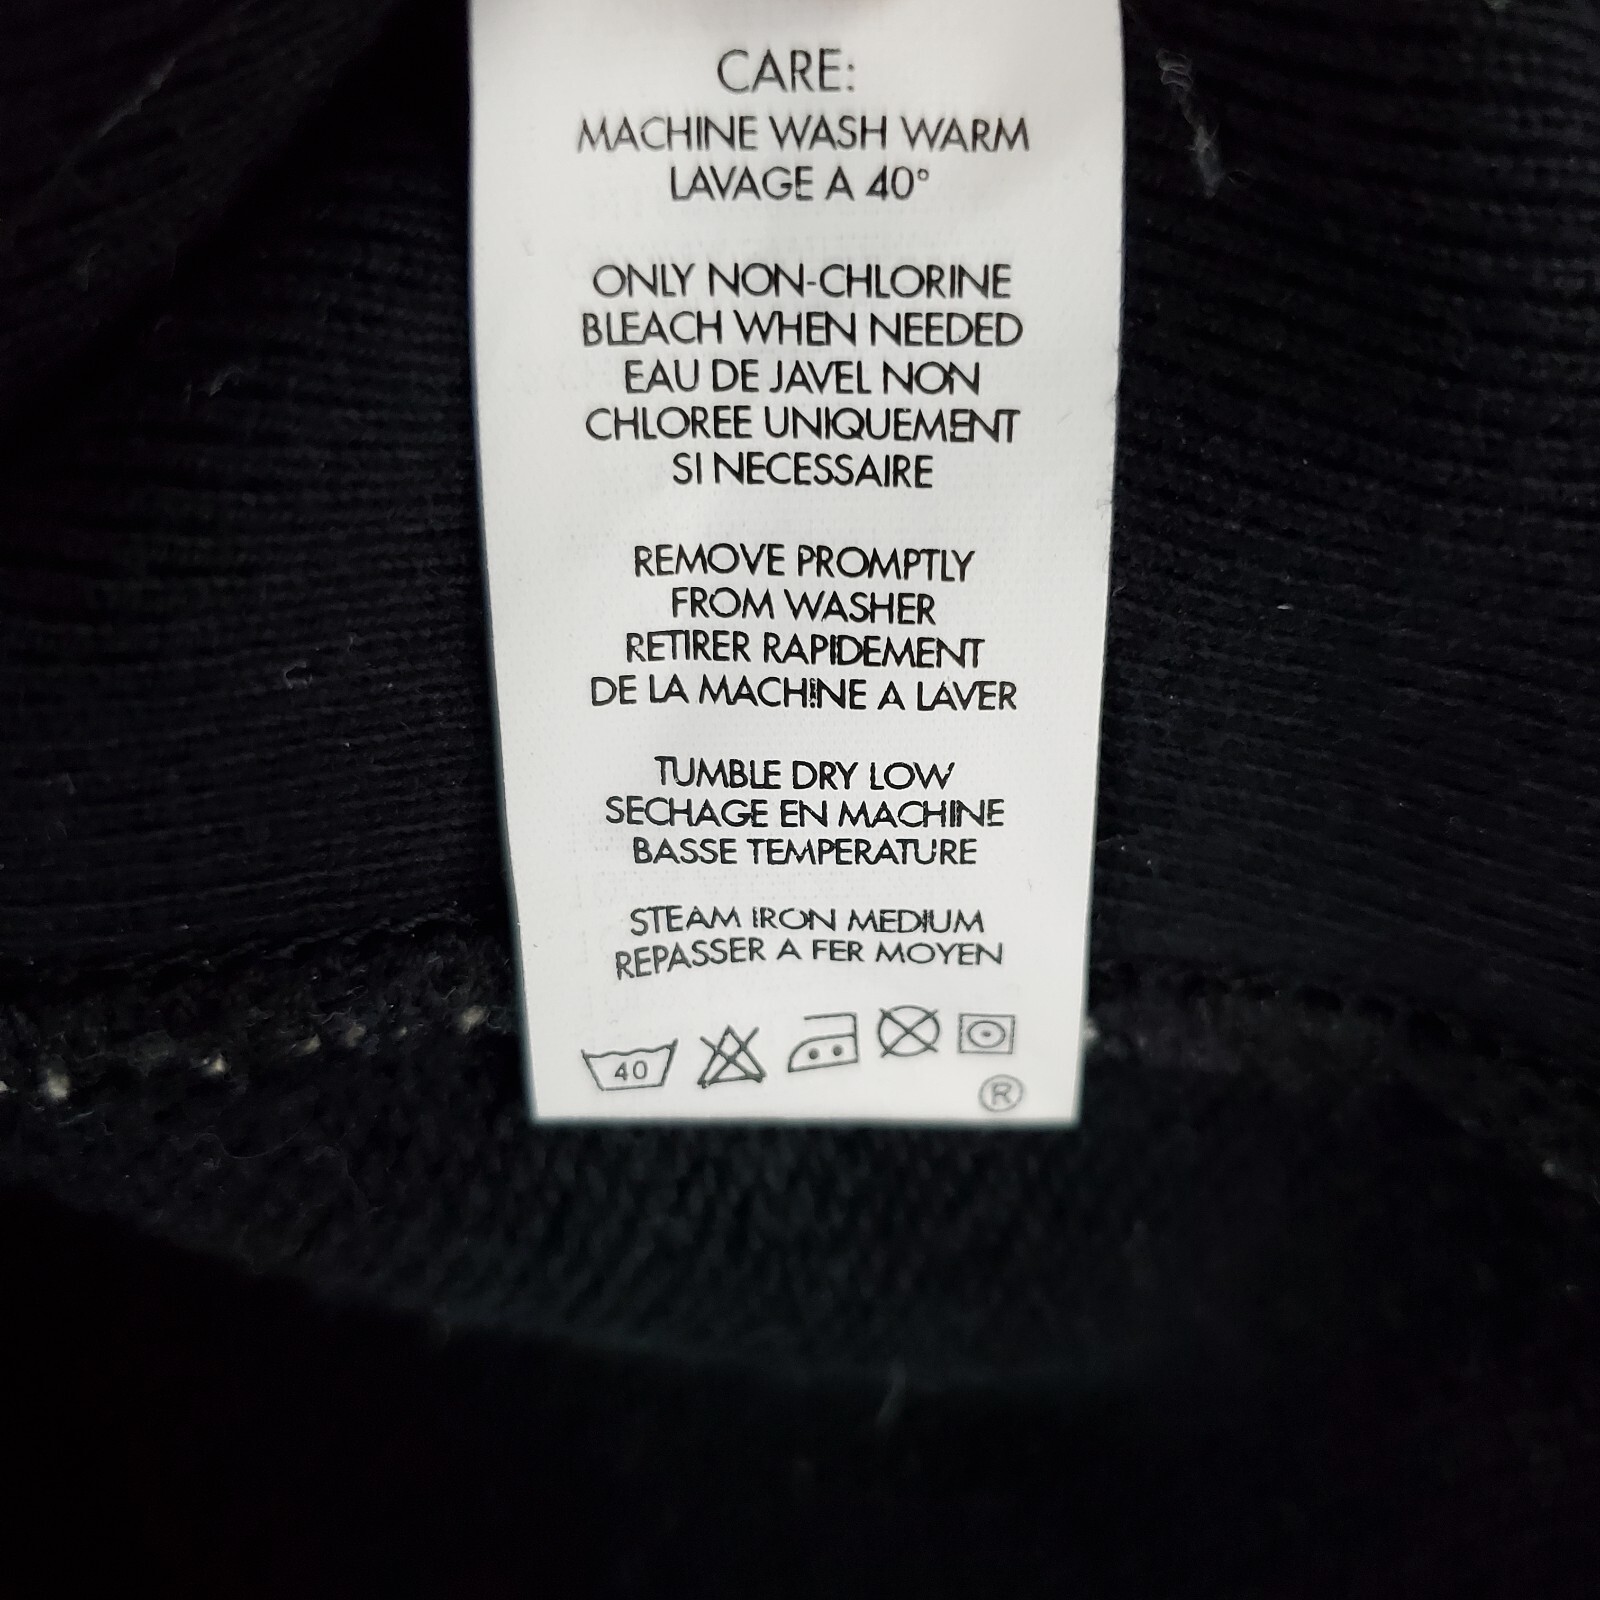 CARE:
MACHINE WASH WARM
LAVAGE A 40°
ONLY NON-CHLORINE
BLEACH WHEN NEEDED
EAU DE JAVEL NON
CHLOREE UNIQUEMENT
SI NECESSAIRE
REMOVE PROMPTLY
FROM WASHER
RETIRER RAPIDEMENT
DE LA MACHINE A LAVER
TUMBLE DRY LOW
SECHAGE EN MACHINE
BASSE TEMPERATURE
STEAM IRON MEDIUM
REPASSER A FER MOYEN
40
®